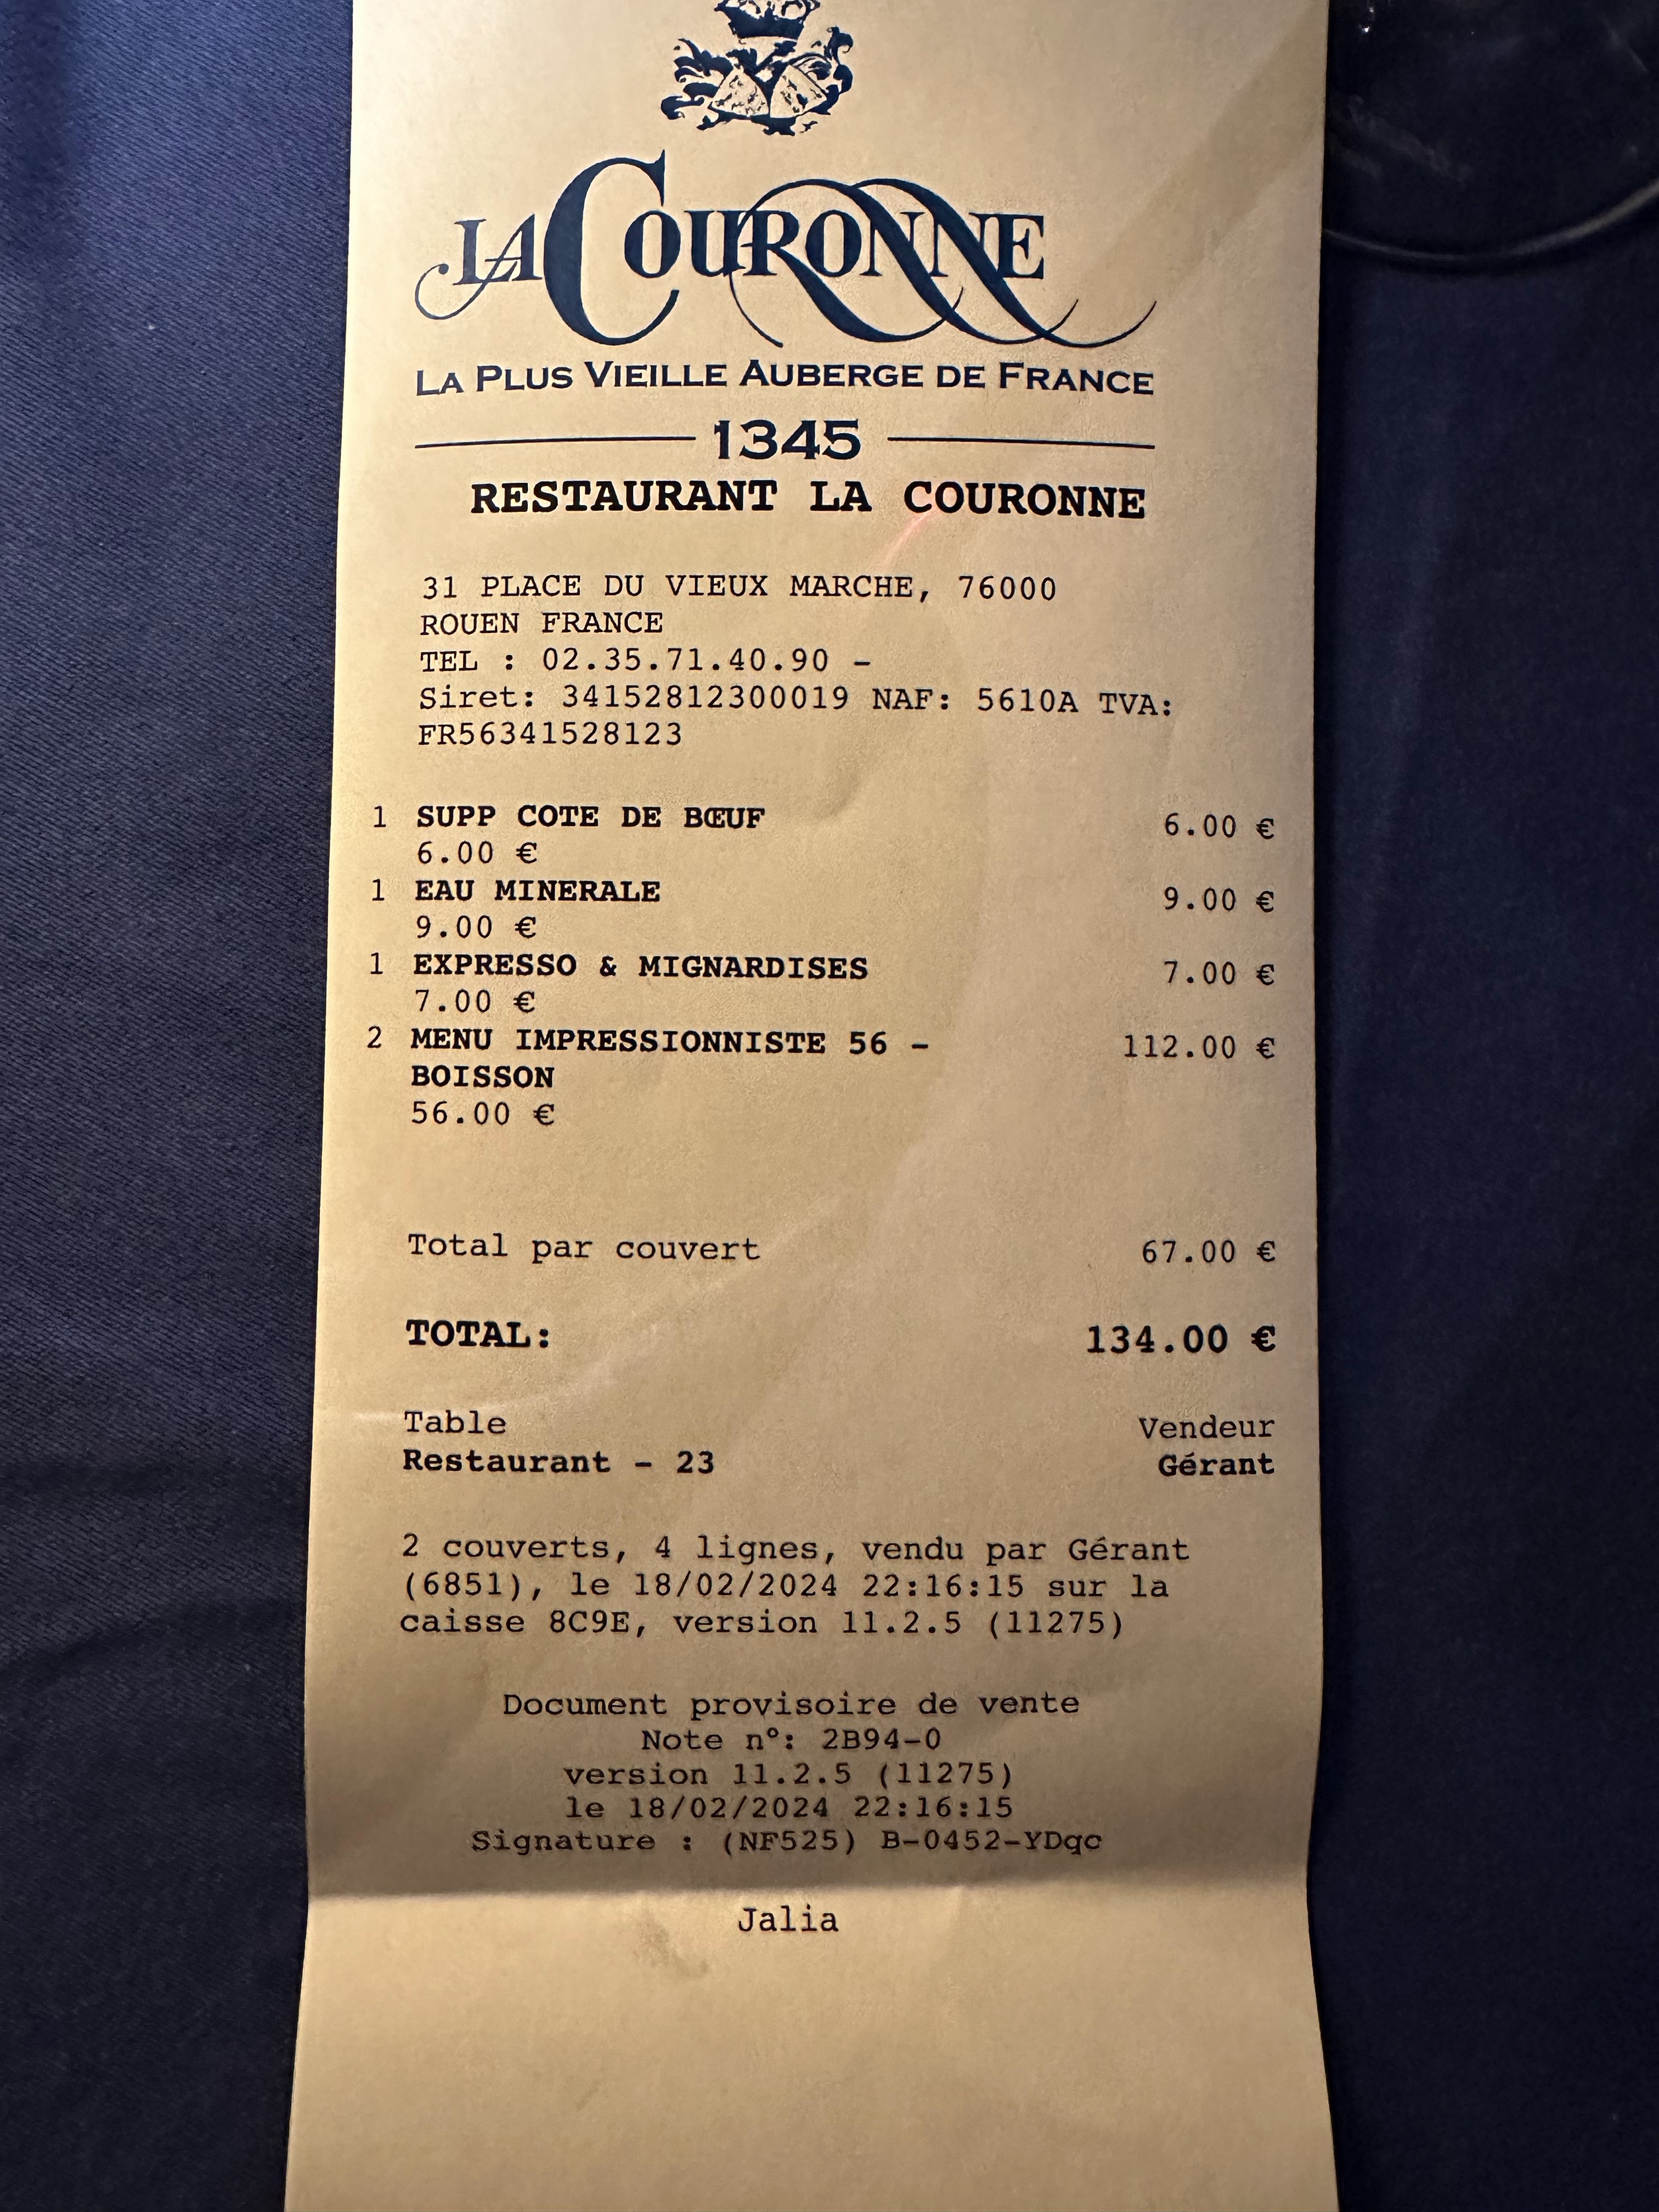 LA COURONNE
LA PLUS VIEILLE AUBERGE DE FRANCE
1345
RESTAURANT LA COURONNE
31 PLACE DU VIEUX MARCHE, 76000
ROUEN FRANCE
TEL : 02.35.71.40.90 -
Siret: 34152812300019 NAF: 5610A TVA:
FR56341528123
1 SUPP COTE DE BŒUF 6.00 €
6.00 €
1 EAU MINERALE 9.00 €
9.00 €
1 EXPRESSO & MIGNARDISES 7.00 €
7.00 €
2 MENU IMPRESSIONNISTE 56 - 112.00 €
BOISSON
56.00 €
Total par couvert 67.00 €
TOTAL: 134.00 €
Table Vendeur
Restaurant - 23 Gérant
2 couverts, 4 lignes, vendu par Gérant
(6851), le 18/02/2024 22:16:15 sur la
caisse 8C9E, version 11.2.5 (11275)
Document provisoire de vente
Note n°: 2B94-0
version 11.2.5 (11275)
le 18/02/2024 22:16:15
Signature : (NF525) B-0452-YDqc
Jalia